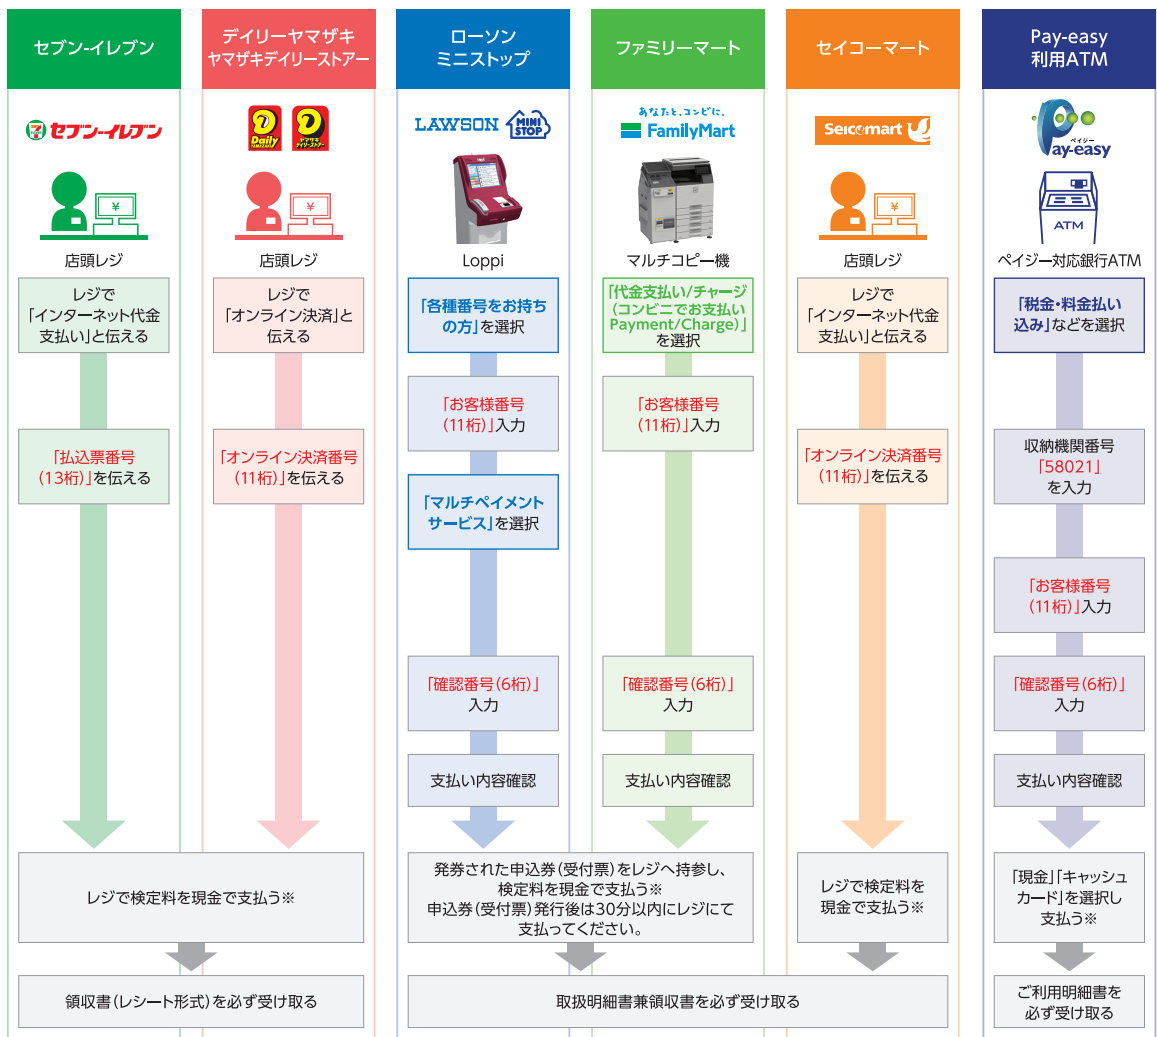 セブン-イレブン
セブン-イレブン
¥
店頭レジ
レジで
「インターネット代金
支払い」と伝える
「払込票番号
(13桁)」を伝える
デイリーヤマザキ
ヤマザキデイリーストアー
Daily
YAMAZAKI
ヤマザキ
デイリーストアー
¥
店頭レジ
レジで
「オンライン決済」と
伝える
「オンライン決済番号
(11桁)」を伝える
レジで検定料を現金で支払う※
領収書(レシート形式)を必ず受け取る
ローソン
ミニストップ
LAWSON
MINI
STOP
Loppi
「各種番号をお持ち
の方」を選択
「お客様番号
(11桁)」入力
「マルチペイメント
サービス」を選択
「確認番号(6桁)」
入力
支払い内容確認
ファミリーマート
あなたと、コンビに、
FamilyMart
マルチコピー機
「代金支払い/チャージ
(コンビニでお支払い
Payment/Charge)」
を選択
「お客様番号
(11桁)」入力
「確認番号(6桁)」
入力
支払い内容確認
発券された申込券(受付票)をレジへ持参し、
検定料を現金で支払う※
申込券(受付票)発行後は30分以内にレジにて
支払ってください。
セイコーマート
Seicomart
¥
店頭レジ
レジで
「インターネット代金
支払い」と伝える
「オンライン決済番号
(11桁)」を伝える
レジで検定料を
現金で支払う※
取扱明細書兼領収書を必ず受け取る
Pay-easy
利用ATM
ペイジー
Pay-easy
ATM
ペイジー対応銀行ATM
「税金・料金払い
込み」などを選択
収納機関番号
「58021」
を入力
「お客様番号
(11桁)」入力
「確認番号(6桁)」
入力
支払い内容確認
「現金」「キャッシュ
カード」を選択し
支払う※
ご利用明細書を
必ず受け取る